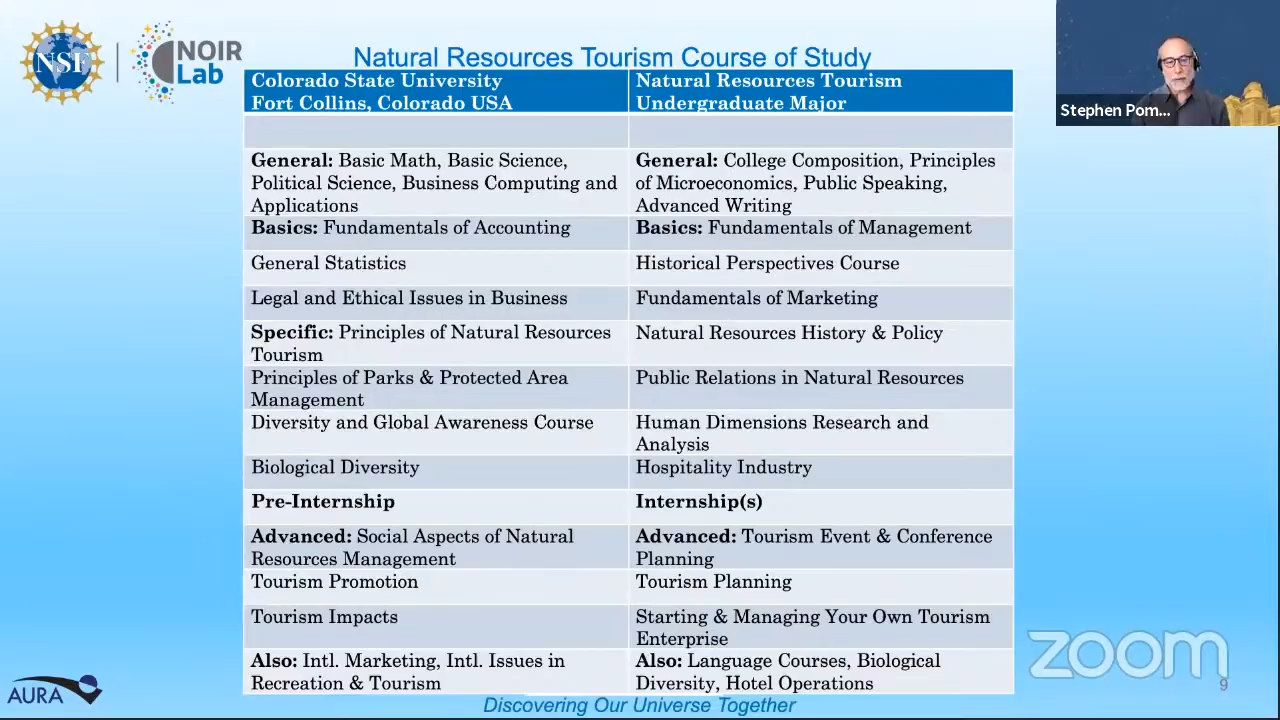 NSF
NOIR
Lab
Natural Resources Tourism Course of Study
Stephen Pom...
Colorado State University
Fort Collins, Colorado USA
Natural Resources Tourism
Undergraduate Major
General: Basic Math, Basic Science,
Political Science, Business Computing and
Applications
General: College Composition, Principles
of Microeconomics, Public Speaking,
Advanced Writing
Basics: Fundamentals of Accounting
Basics: Fundamentals of Management
General Statistics
Historical Perspectives Course
Legal and Ethical Issues in Business
Fundamentals of Marketing
Specific: Principles of Natural Resources
Tourism
Natural Resources History & Policy
Principles of Parks & Protected Area
Management
Public Relations in Natural Resources
Diversity and Global Awareness Course
Human Dimensions Research and
Analysis
Biological Diversity
Hospitality Industry
Pre-Internship
Internship(s)
Advanced: Social Aspects of Natural
Resources Management
Advanced: Tourism Event & Conference
Planning
Tourism Promotion
Tourism Planning
Tourism Impacts
Starting & Managing Your Own Tourism
Enterprise
Also: Intl. Marketing, Intl. Issues in
Recreation & Tourism
Also: Language Courses, Biological
Diversity, Hotel Operations
zoom
9
AURA
Discovering Our Universe Together